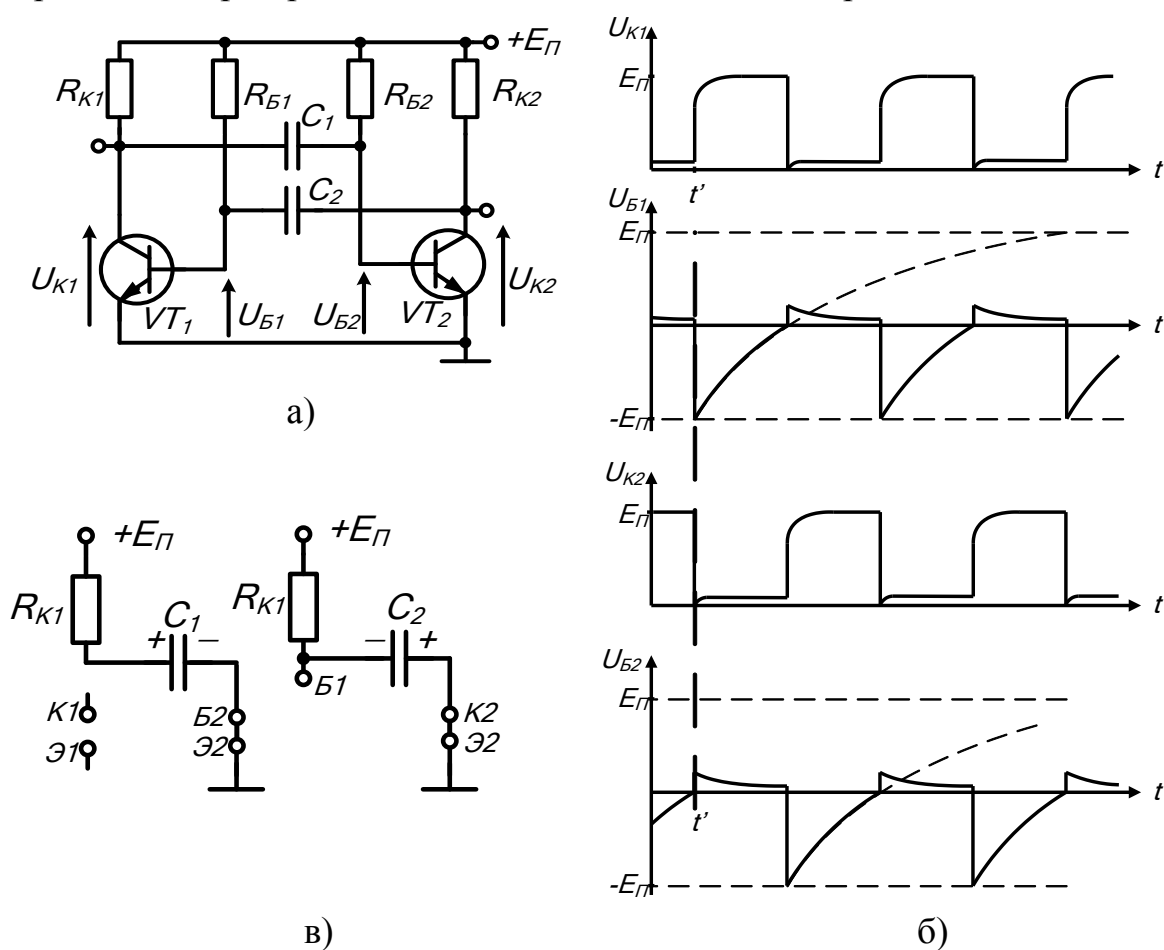 +EП
RК1
RБ1
RБ2
RК2
C1
C2
UК1
VT1
UБ1
UБ2
VT2
UК2
а)
+EП
+EП
RК1
C1
+ −
К1
Э1
Б2
Э2
RК1
C2
− +
Б1
К2
Э2
в)
UК1
EП
t
t’
UБ1
EП
t
-EП
UК2
EП
t
UБ2
EП
t
t’
-EП
б)